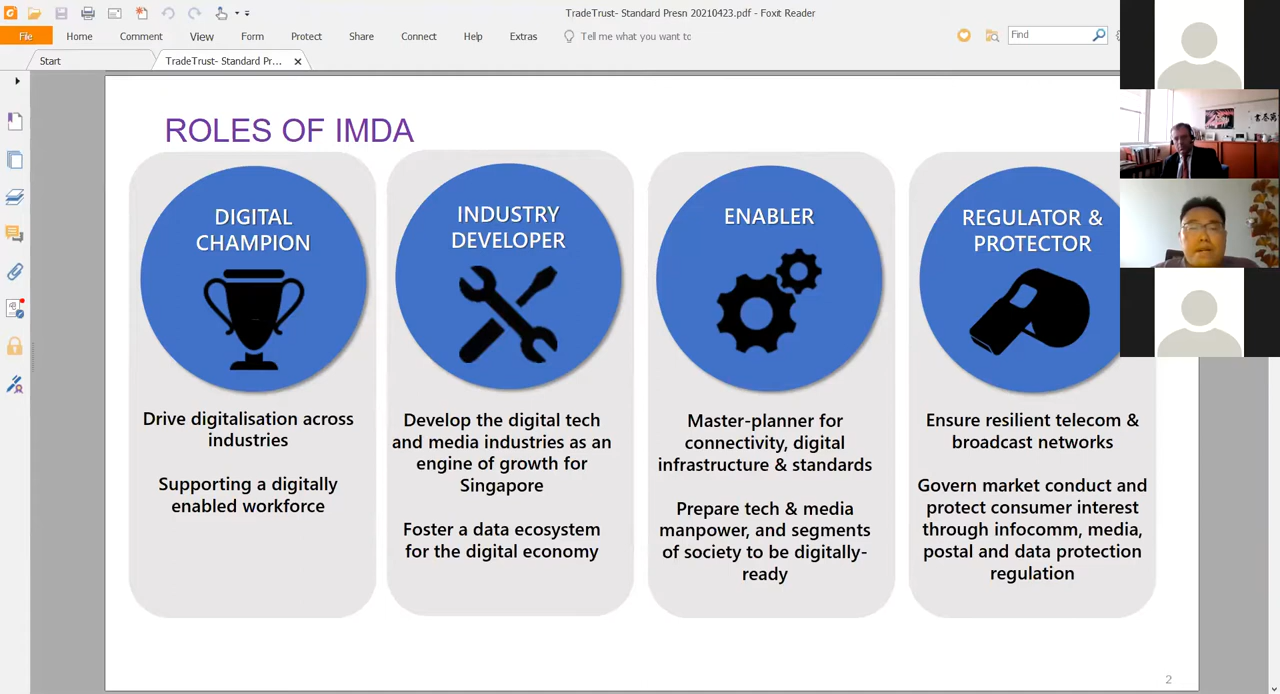 TradeTrust- Standard Presn 20210423.pdf - Foxit Reader
File Home Comment View Form Protect Share Connect Help Extras Tell me what you want to Find
Start TradeTrust- Standard Pr...
ROLES OF IMDA
DIGITAL
CHAMPION
Drive digitalisation across
industries
Supporting a digitally
enabled workforce
INDUSTRY
DEVELOPER
Develop the digital tech
and media industries as an
engine of growth for
Singapore
Foster a data ecosystem
for the digital economy
ENABLER
Master-planner for
connectivity, digital
infrastructure & standards
Prepare tech & media
manpower, and segments
of society to be digitally-
ready
REGULATOR &
PROTECTOR
Ensure resilient telecom &
broadcast networks
Govern market conduct and
protect consumer interest
through infocomm, media,
postal and data protection
regulation
2